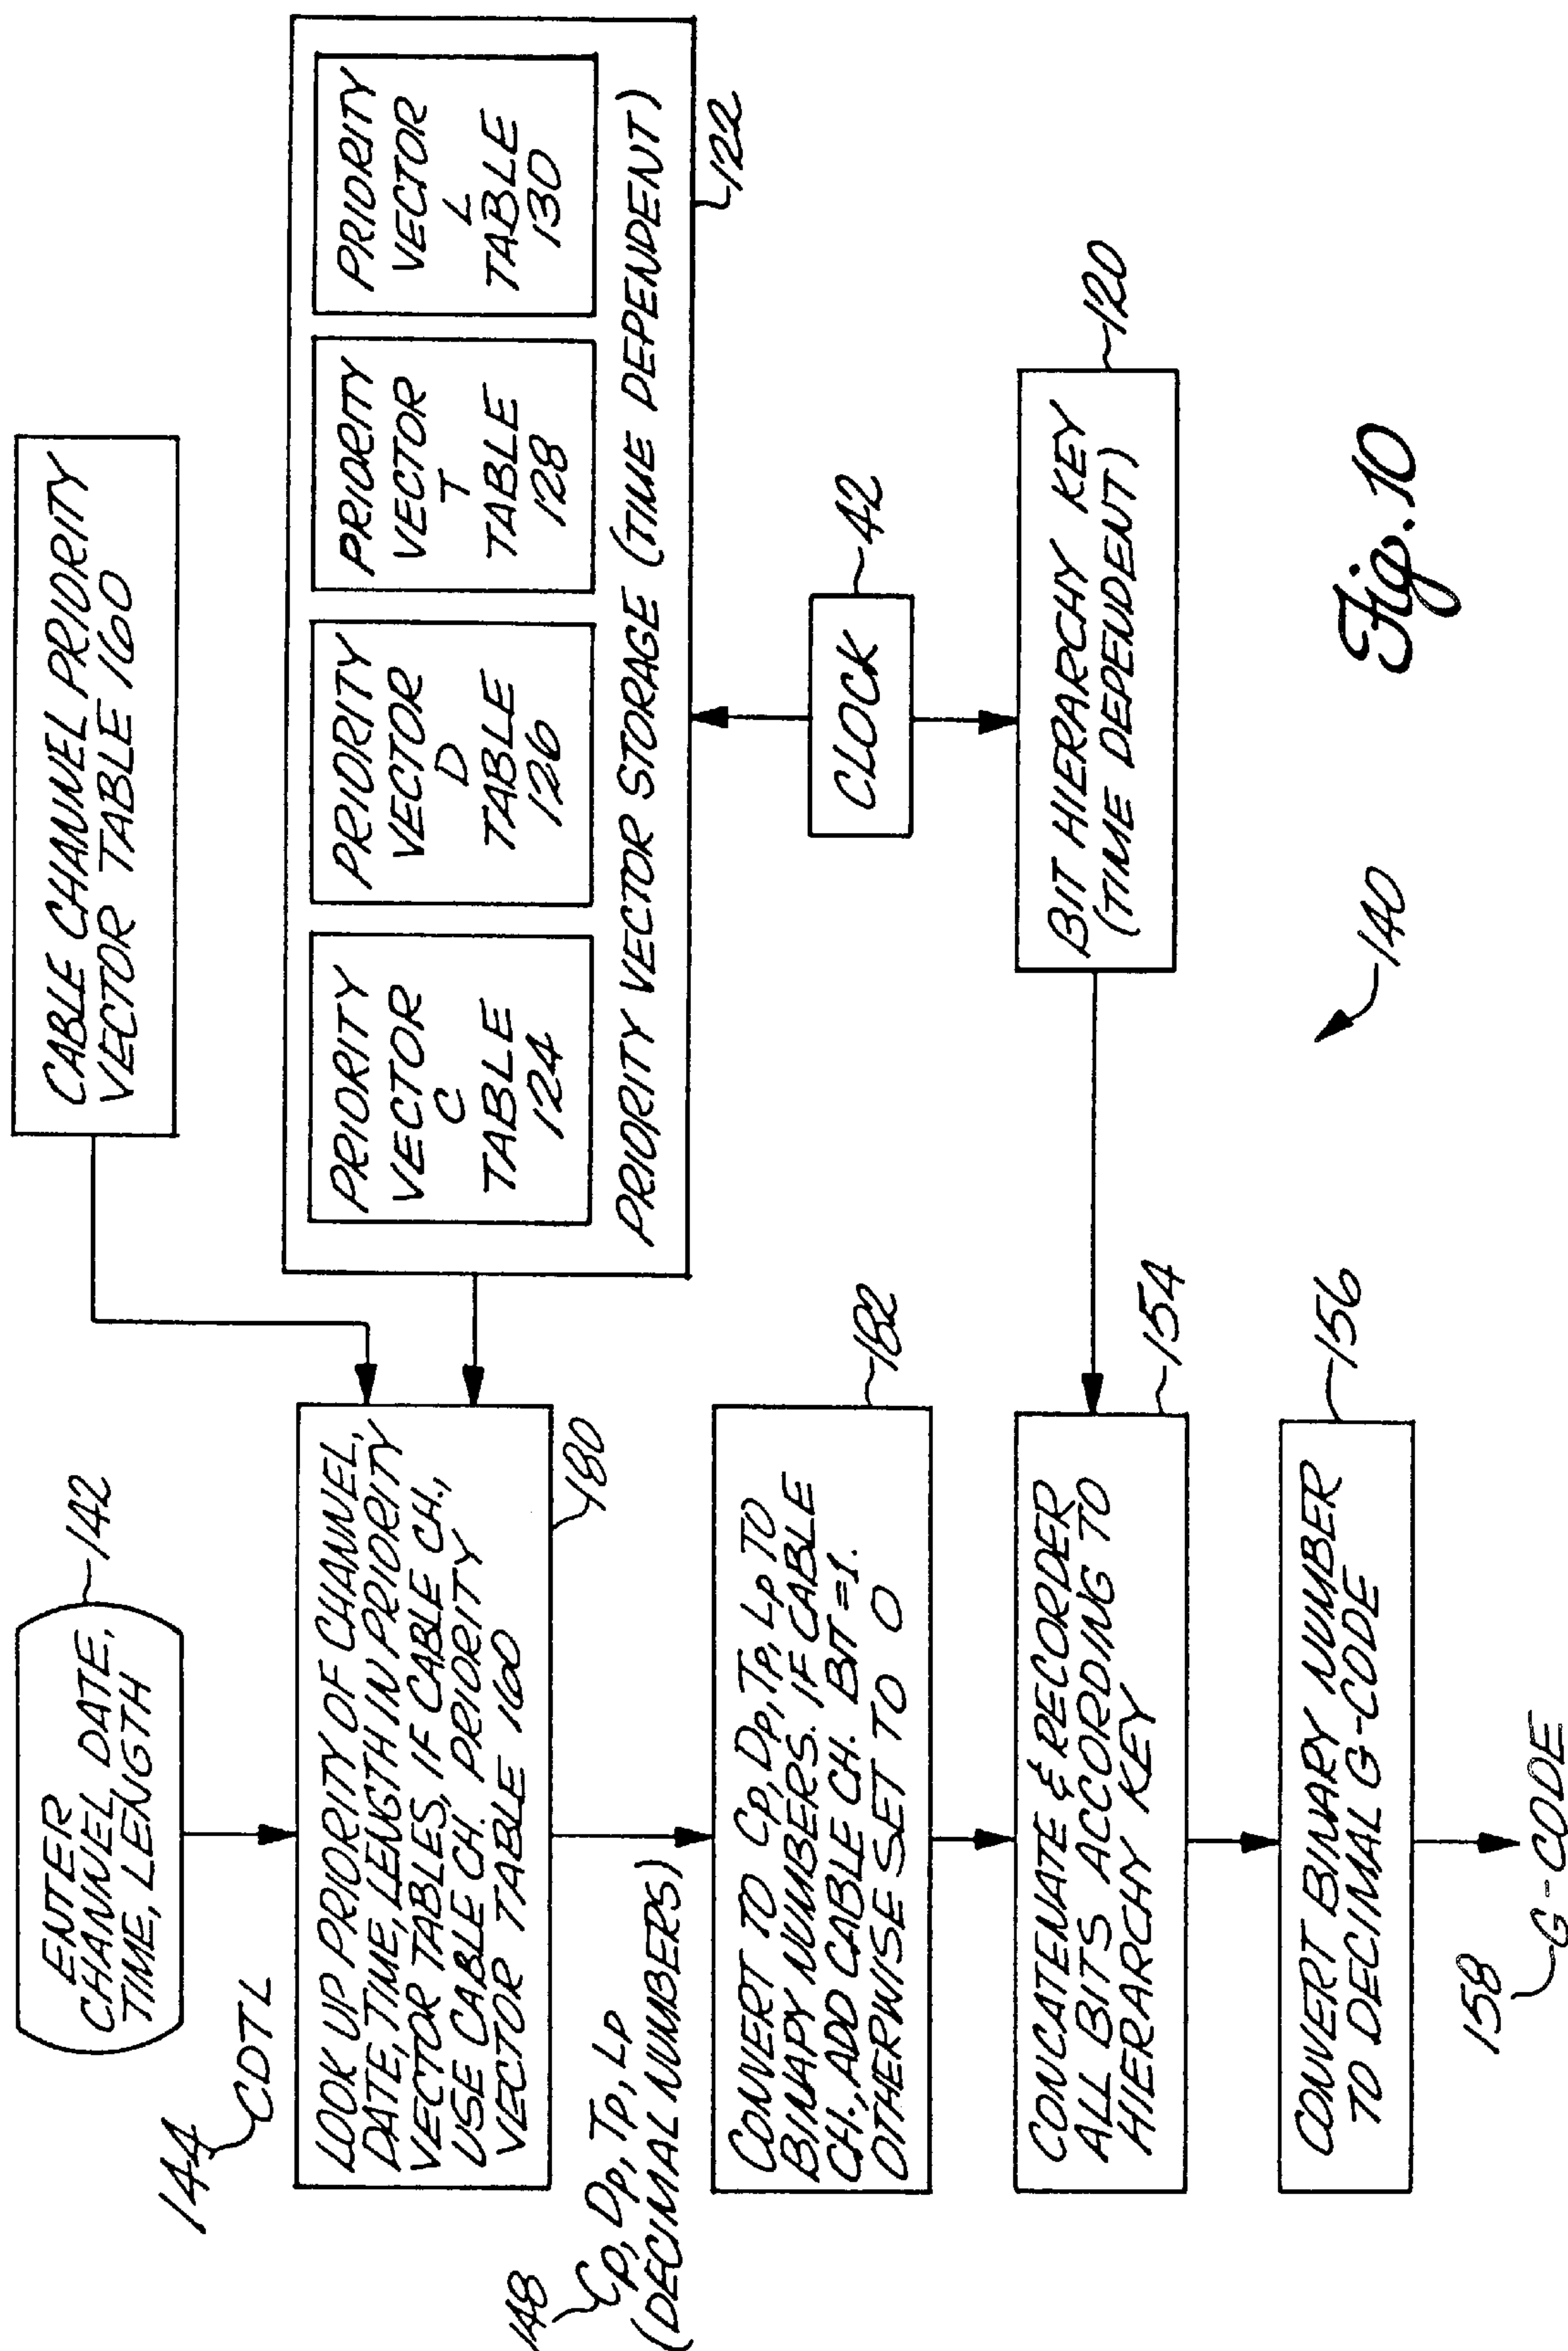 ENTER
CHANNEL, DATE,
TIME, LENGTH
142
144
CDTL
LOOK UP PRIORITY OF CHANNEL,
DATE, TIME, LENGTH IN PRIORITY
VECTOR TABLES, IF CABLE CH.,
USE CABLE CH. PRIORITY
VECTOR TABLE 160
480
148
Cp, Dp, Tp, Lp
(DECIMAL NUMBERS)
CONVERT TO Cp, Dp, Tp, Lp TO
BINAPY NUMBERS. IF CABLE
CH., ADD CABLE CH. BIT =1.
OTHERWISE SET TO 0
182
CONCATENATE & RECORDER
ALL BITS ACCORDING TO
HIERARCHY KEY
154
CONVERT BINARY NUMBER
TO DECIMAL G-CODE
156
158
G-CODE
CABLE CHANNEL PRIORITY
VECTOR TABLE 160
PRIORITY
VECTOR
C
TABLE
124
PRIORITY
VECTOR
D
TABLE
126
PRIORITY
VECTOR
T
TABLE
128
PRIORITY
VECTOR
L
TABLE
130
PRIORITY VECTOR STORAGE (TIME DEPENDENT)
122
CLOCK
42
BIT HIERARCHY KEY
(TIME DEPENDENT)
120
140
Fig. 10